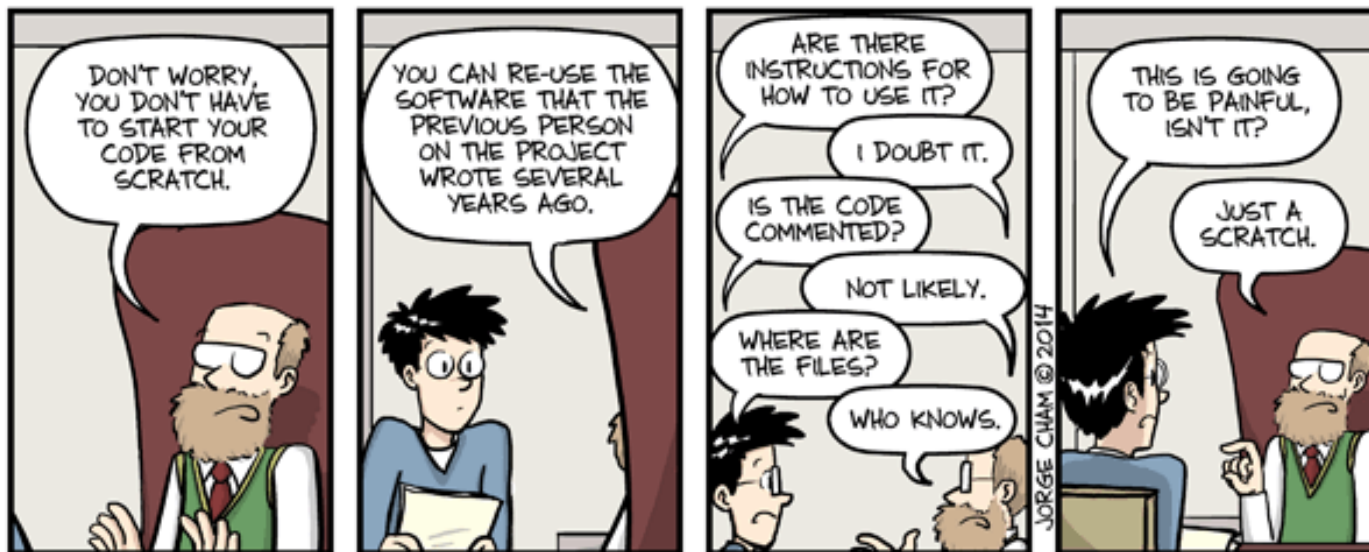 DON'T WORRY,
YOU DON'T HAVE
TO START YOUR
CODE FROM
SCRATCH.
YOU CAN RE-USE THE
SOFTWARE THAT THE
PREVIOUS PERSON
ON THE PROJECT
WROTE SEVERAL
YEARS AGO.
ARE THERE
INSTRUCTIONS FOR
HOW TO USE IT?
I DOUBT IT.
IS THE CODE
COMMENTED?
NOT LIKELY.
WHERE ARE
THE FILES?
WHO KNOWS.
JORGE CHAM © 2014
THIS IS GOING
TO BE PAINFUL,
ISN'T IT?
JUST A
SCRATCH.